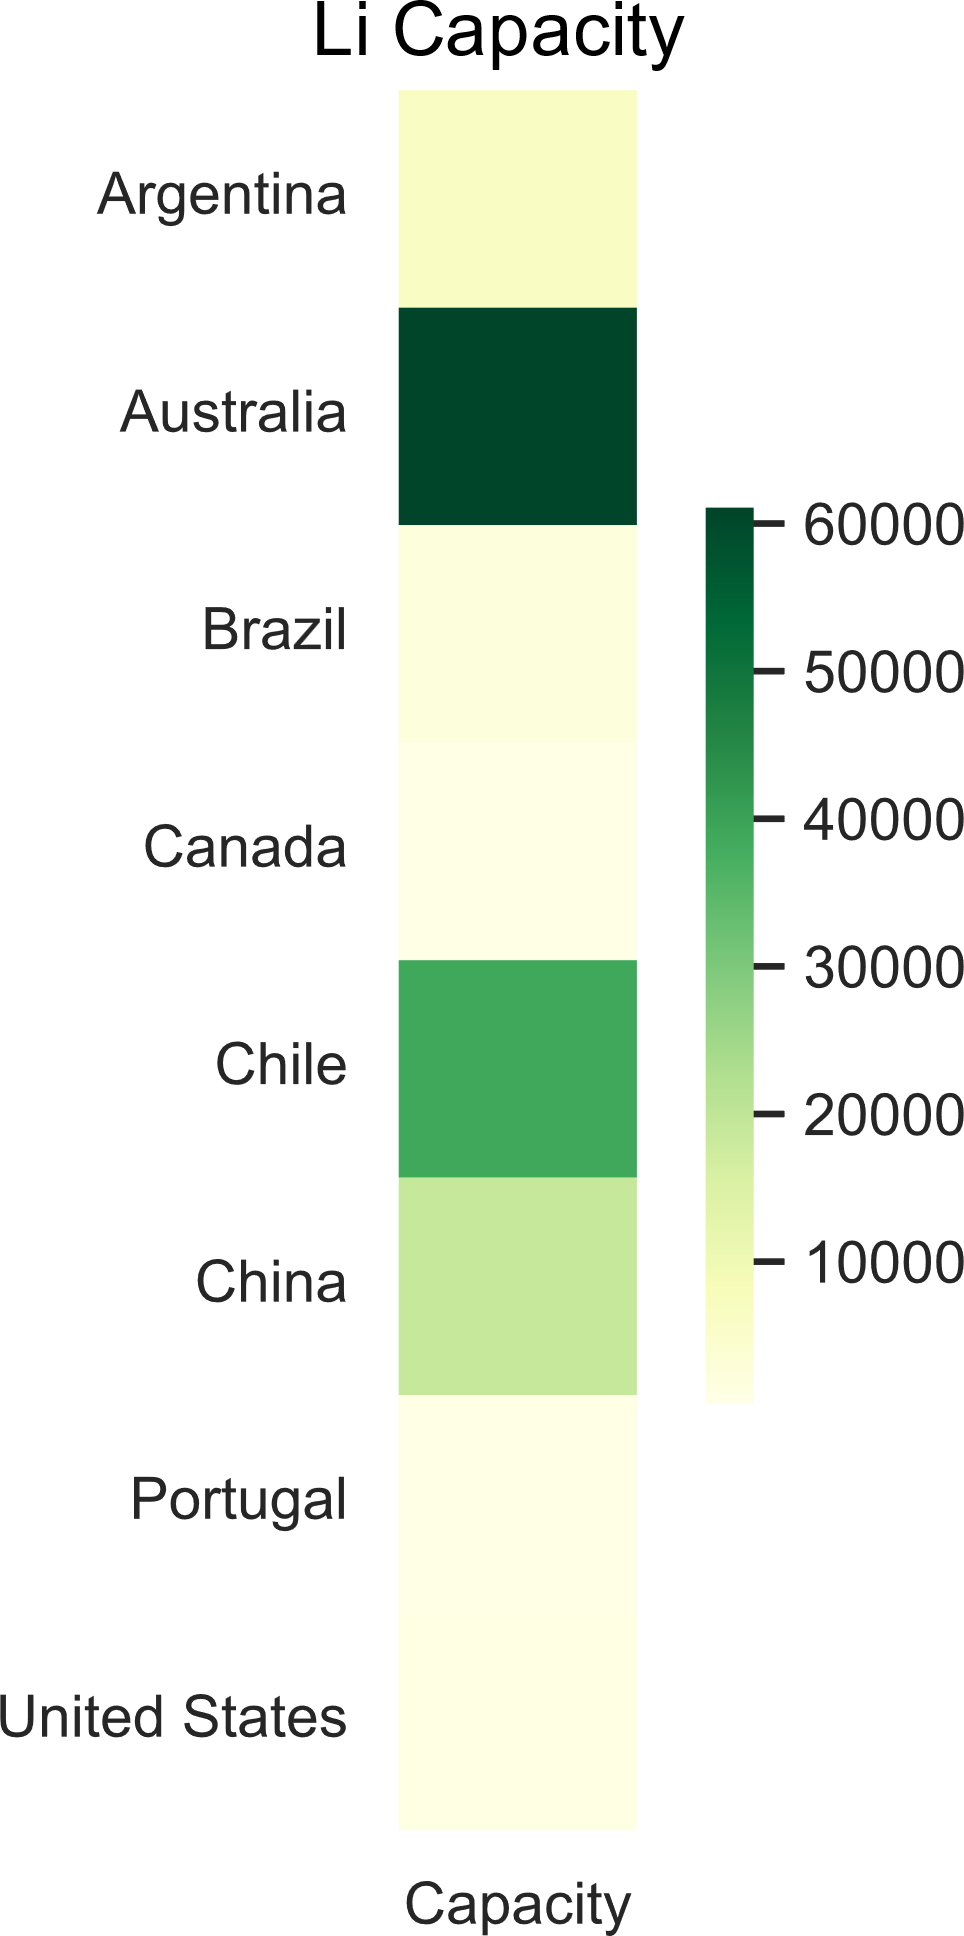 Li Capacity
Argentina
Australia
Brazil
Canada
Chile
China
Portugal
United States
Capacity
60000
50000
40000
30000
20000
10000